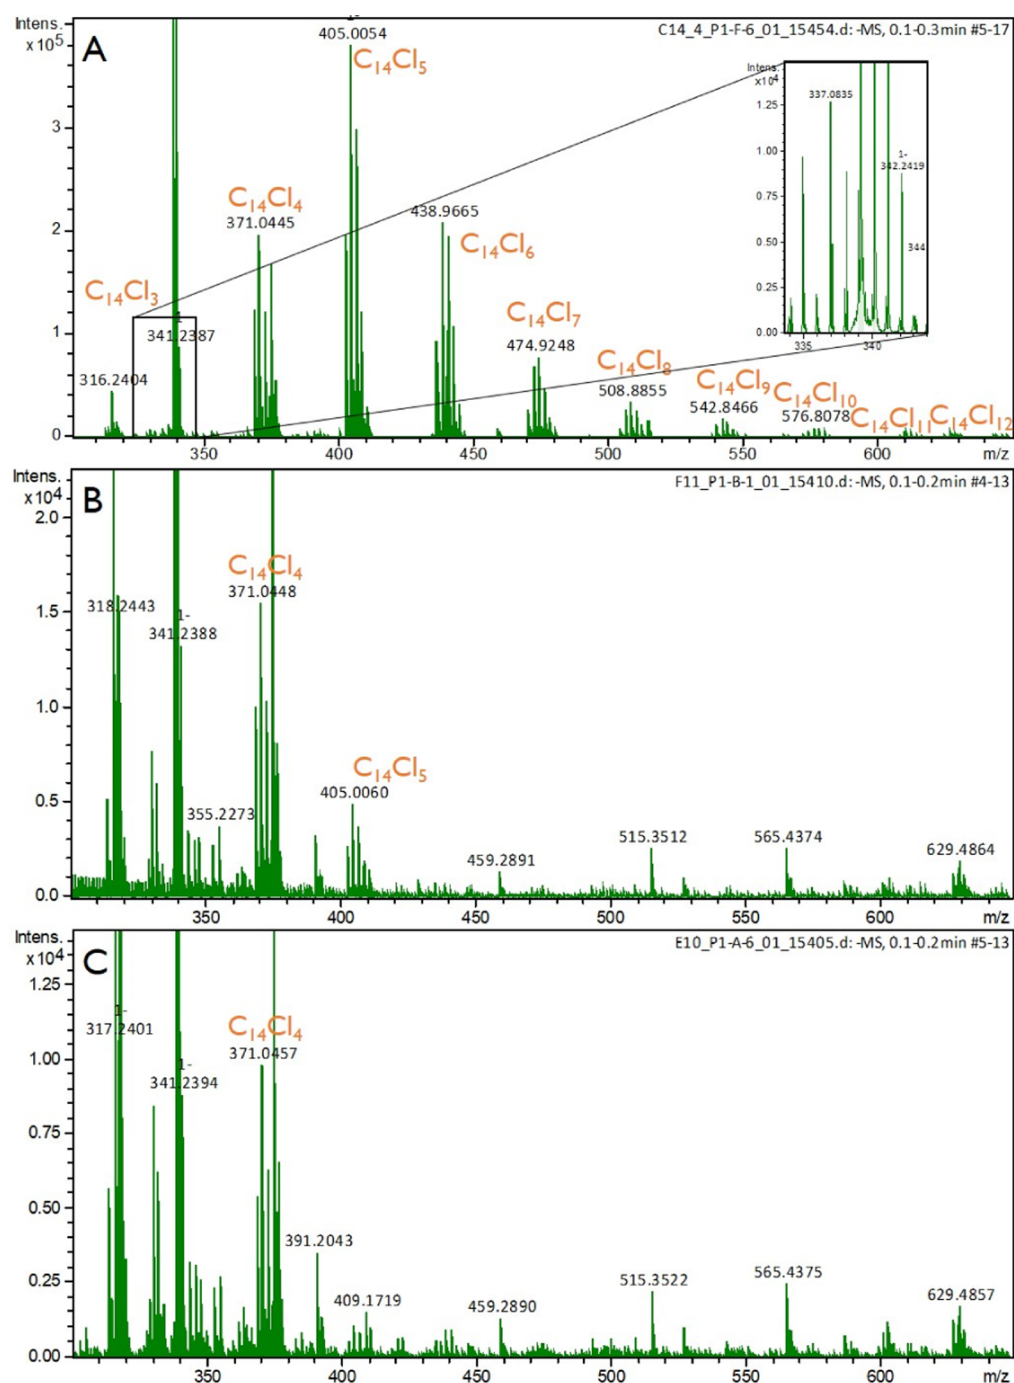 Intens.
x10⁵
A
C14_4_P1-F-6_01_15454.d: -MS, 0.1-0.3min #5-17
1-
405.0054
C₁₄Cl₅
Intens.
x10⁴
1.25
1.00
0.75
0.50
0.25
0.00
337.0835
1-
342.2419
344
335
340
3
2
1
0
C₁₄Cl₃
316.2404
1-
341.2387
C₁₄Cl₄
371.0445
438.9665
C₁₄Cl₆
C₁₄Cl₇
474.9248
C₁₄Cl₈
508.8855
C₁₄Cl₉
542.8466
C₁₄Cl₁₀
576.8078
C₁₄Cl₁₁
C₁₄Cl₁₂
350
400
450
500
550
600
m/z
Intens.
x10⁴
B
F11_P1-B-1_01_15410.d: -MS, 0.1-0.2min #4-13
2.0
1.5
1.0
0.5
0.0
318.2443
1-
341.2388
355.2273
C₁₄Cl₄
371.0448
C₁₄Cl₅
405.0060
459.2891
515.3512
565.4374
629.4864
350
400
450
500
550
600
m/z
Intens.
x10⁴
C
E10_P1-A-6_01_15405.d: -MS, 0.1-0.2min #5-13
1.25
1.00
0.75
0.50
0.25
0.00
1-
317.2401
1-
341.2394
C₁₄Cl₄
371.0457
391.2043
409.1719
459.2890
515.3522
565.4375
629.4857
350
400
450
500
550
600
m/z